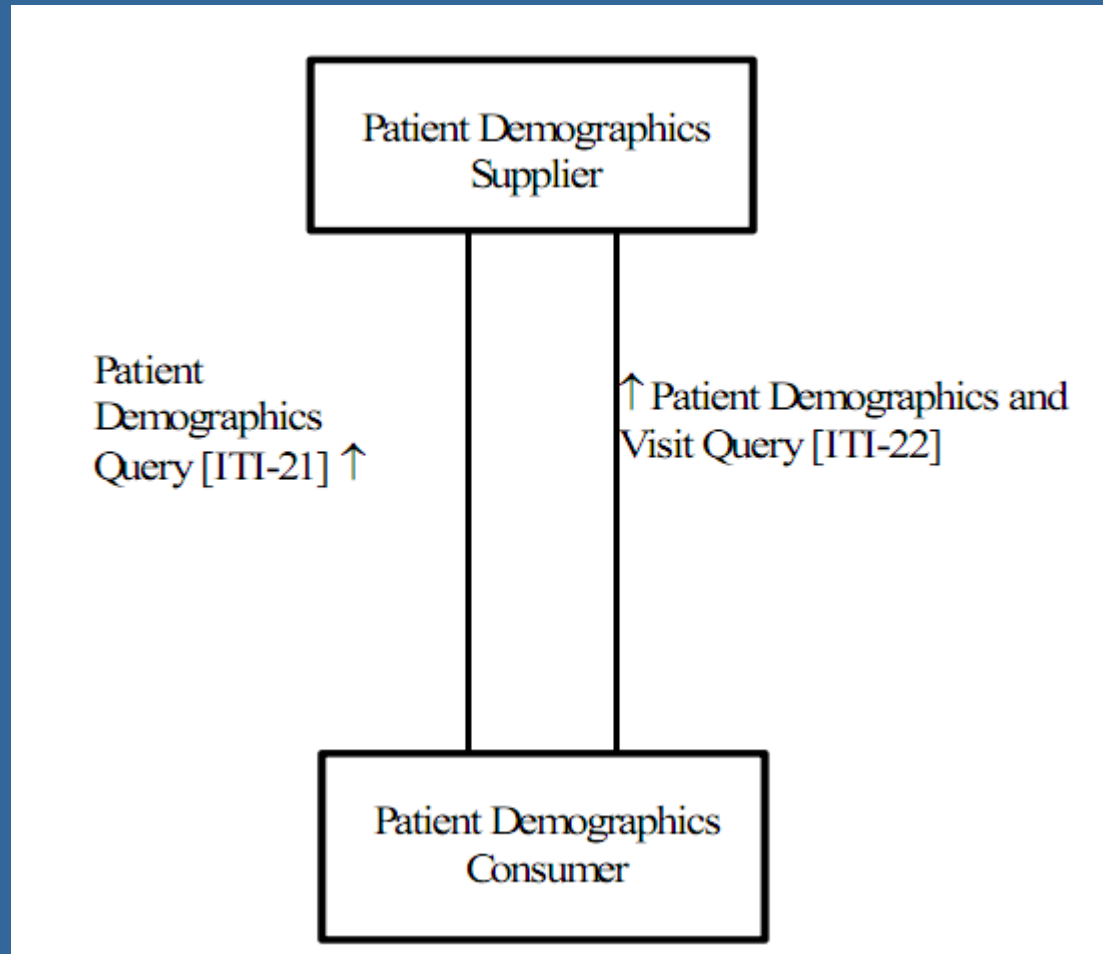 Patient Demographics
Supplier
Patient
Demographics
Query [ITI-21] ↑
↑ Patient Demographics and
Visit Query [ITI-22]
Patient Demographics
Consumer